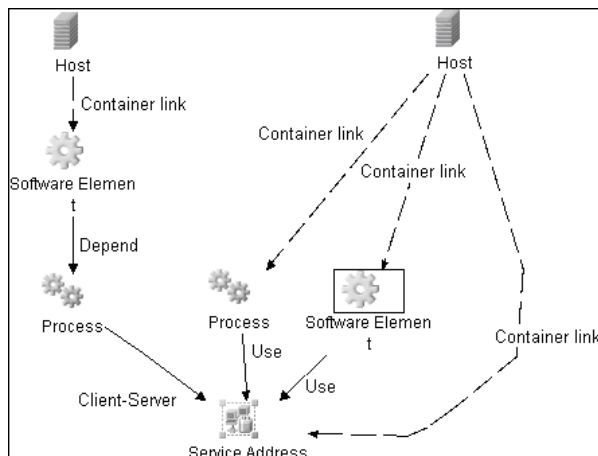 Host
Host
Container link
Container link
Container link
Software Elemen
t
Depend
Process
Process
Software Elemen
t
Container link
Use
Use
Client-Server
Service Address